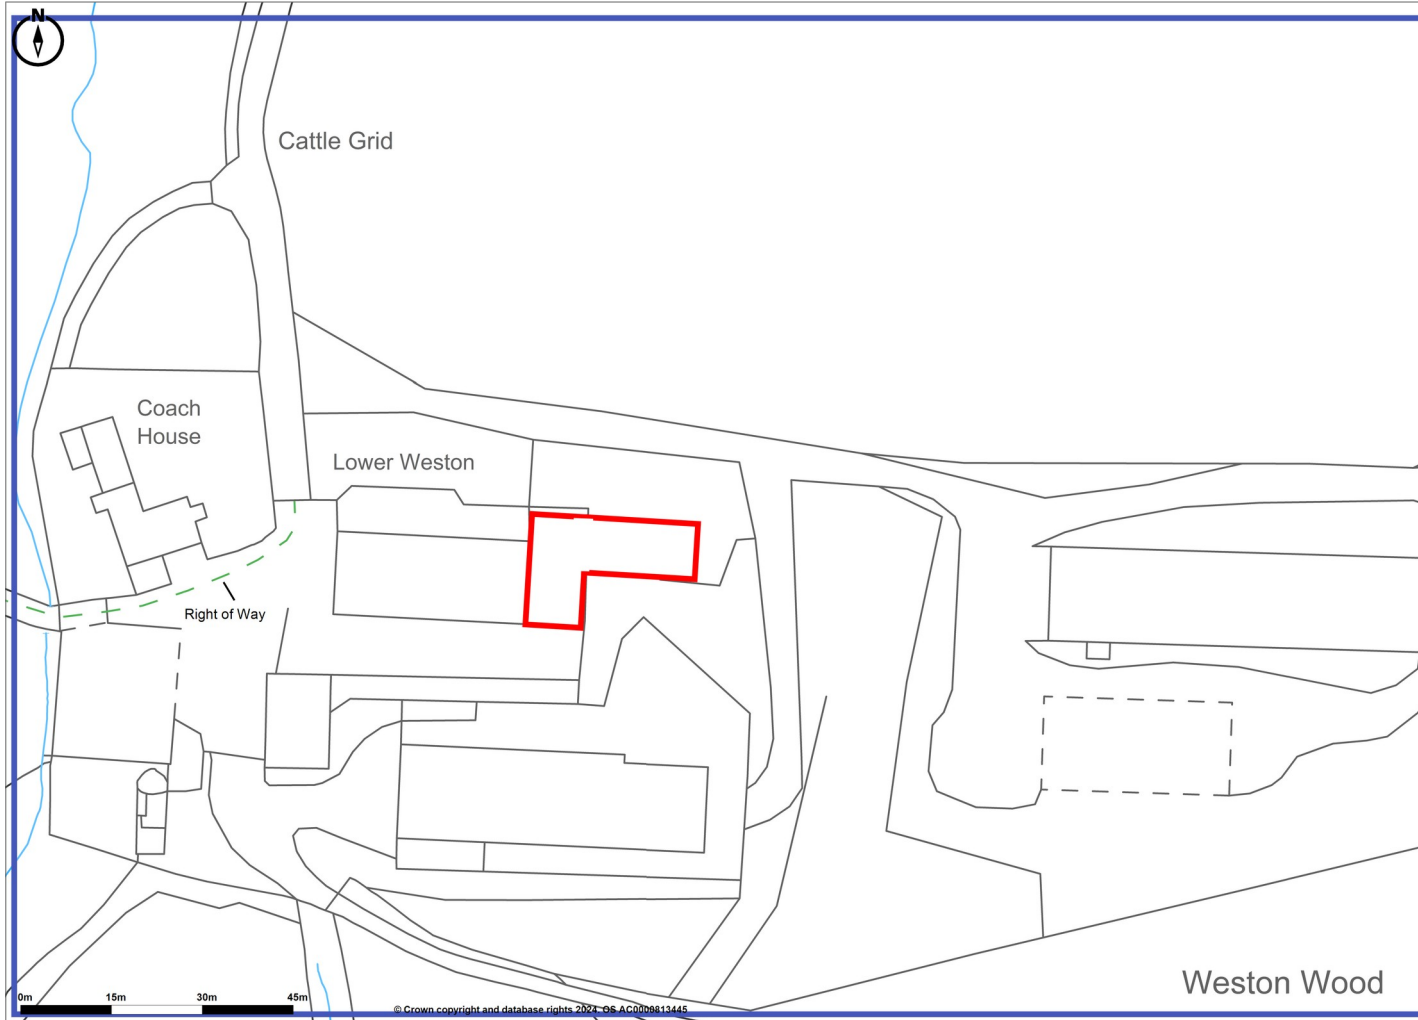 N
Cattle Grid
Coach
House
Lower Weston
Right of Way
Weston Wood
0m 15m 30m 45m
© Crown copyright and database rights 2024. OS AC0000813445